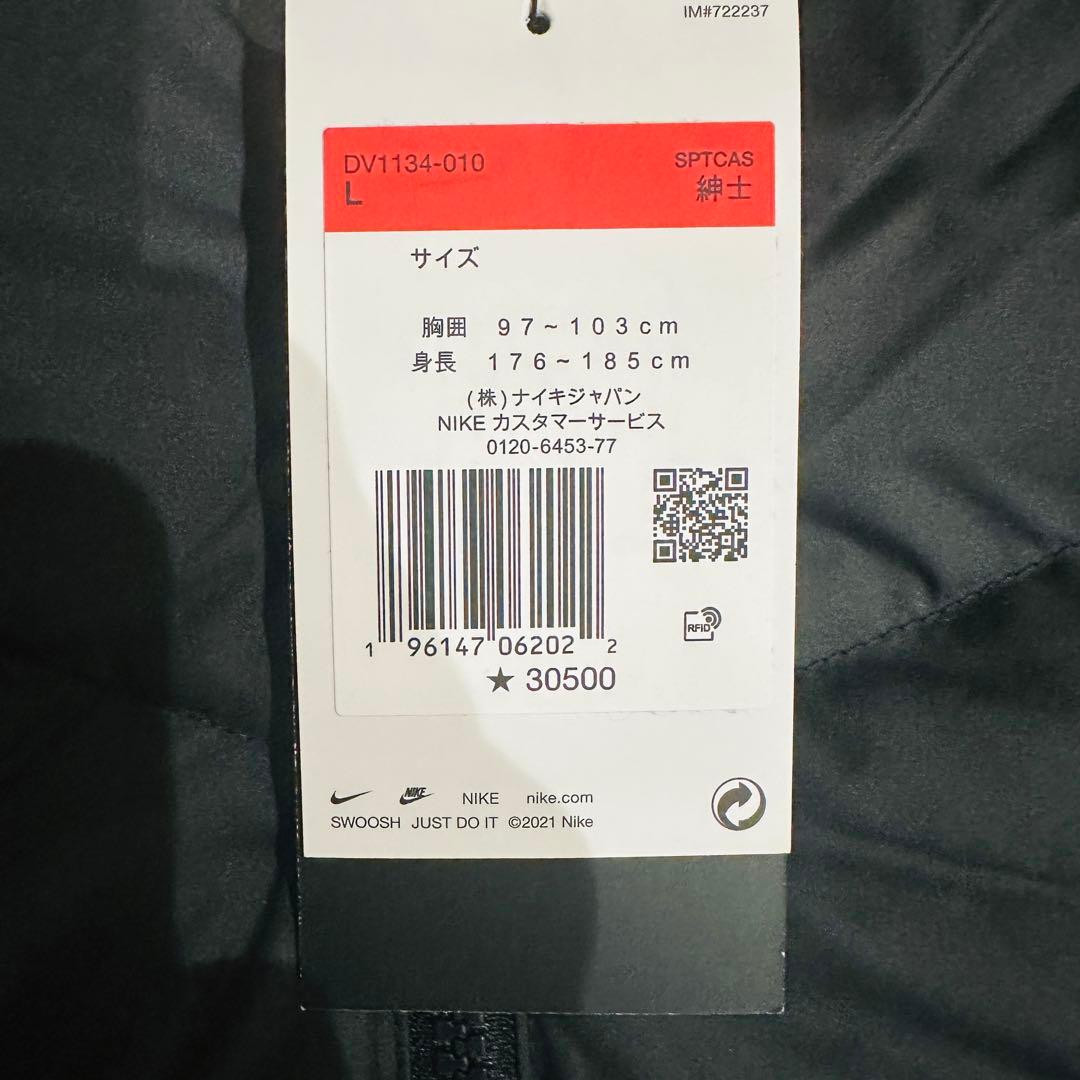 IM#722237
DV1134-010 SPTCAS
L 紳士
サイズ
胸囲 97~103cm
身長 176~185cm
(株)ナイキジャパン
NIKE カスタマーサービス
0120-6453-77
RFID
1 96147 06202 2
★ 30500
NIKE NIKE nike.com
SWOOSH JUST DO IT ©2021 Nike